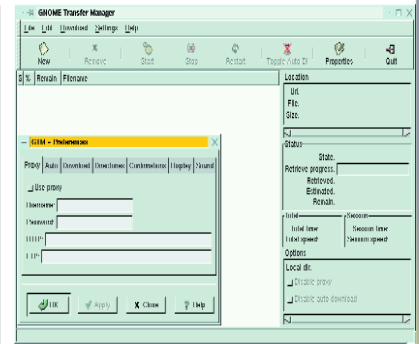 GNOME Transfer Manager
File Edit Download Settings Help
New Remove Start Stop Restart Toggle Auto Dl Properties Quit
S % Remain Filename
Location
Url.
File.
Size.
GTM - Preferences
Proxy Auto Download Directories Confirmations Display Sound
Use proxy
Username:
Password:
HTTP:
FTP:
OK Apply Close Help
Status
State.
Retrieve progress.
Retrieved.
Estimated.
Remain.
Total Session
Total time: Session time:
Total speed: Session speed:
Options
Local dir.
Disable proxy
Disable auto download